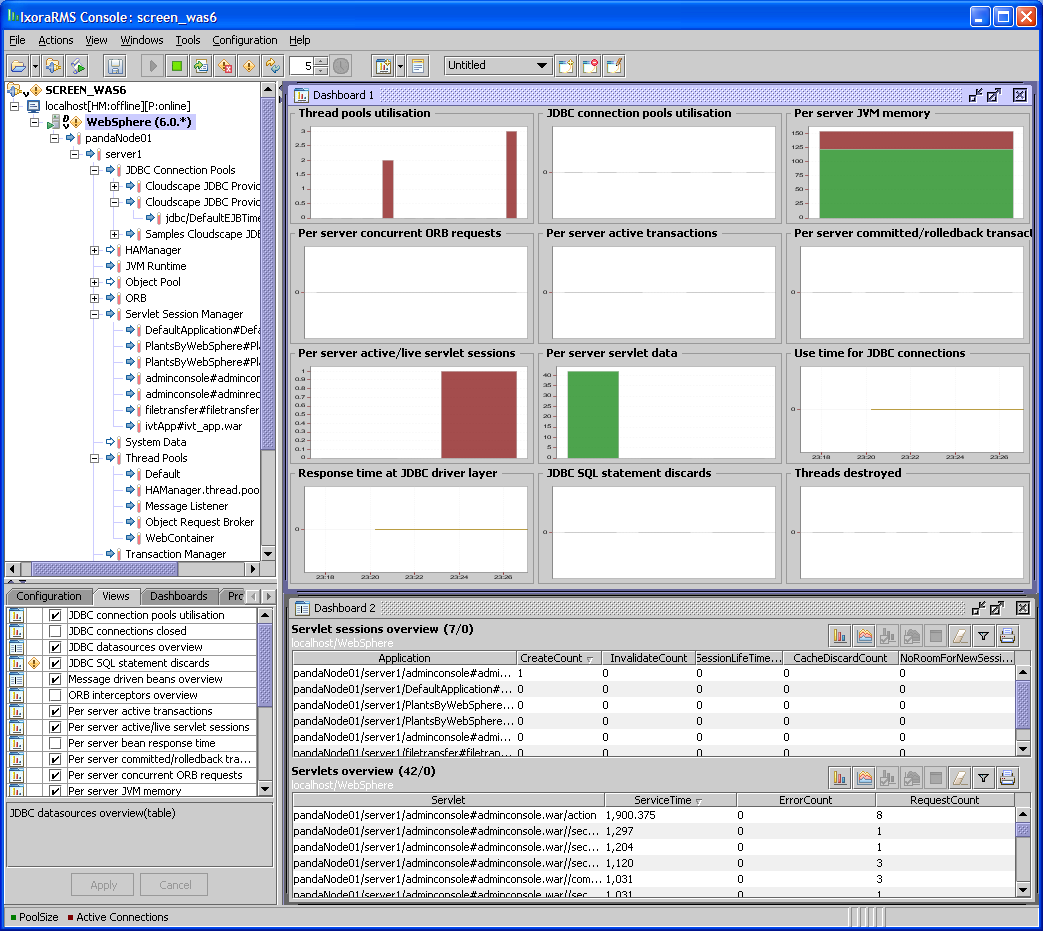 IxoraRMS Console: screen_was6
File Actions View Windows Tools Configuration Help
5
Untitled
SCREEN_WAS6
localhost[HM:offline][P:online]
WebSphere (6.0.*)
pandaNode01
server1
JDBC Connection Pools
Cloudscape JDBC Provic
Cloudscape JDBC Provic
jdbc/DefaultEJBTime
Samples Cloudscape JDB
HAManager
JVM Runtime
Object Pool
ORB
Servlet Session Manager
DefaultApplication#Defa
PlantsByWebSphere#Pl
PlantsByWebSphere#Pl
adminconsole#adminco
adminconsole#adminrec
filetransfer#filetransfer
ivtApp#ivt_app.war
System Data
Thread Pools
Default
HAManager.thread.poo
Message Listener
Object Request Broker
WebContainer
Transaction Manager
Configuration Views Dashboards Pro
JDBC connection pools utilisation
JDBC connections closed
JDBC datasources overview
JDBC SQL statement discards
Message driven beans overview
ORB interceptors overview
Per server active transactions
Per server active/live servlet sessions
Per server bean response time
Per server committed/rolledback tra...
Per server concurrent ORB requests
Per server JVM memory
JDBC datasources overview(table)
Apply Cancel
PoolSize Active Connections
Dashboard 1
Thread pools utilisation JDBC connection pools utilisation Per server JVM memory
3
2.5
2
1.5
1
0.5
0
0
150
125
100
75
50
25
0
Per server concurrent ORB requests Per server active transactions Per server committed/rolledback transact
0
0
0
Per server active/live servlet sessions Per server servlet data Use time for JDBC connections
1
0.9
0.8
0.7
0.6
0.5
0.4
0.3
0.2
0.1
0
40
35
30
25
20
15
10
5
0
0
23:18 23:20 23:22 23:24 23:26
Response time at JDBC driver layer JDBC SQL statement discards Threads destroyed
0
23:18 23:20 23:22 23:24 23:26
0
0
Dashboard 2
Servlet sessions overview (7/0)
localhost/WebSphere
Application CreateCount InvalidateCount SessionLifeTime... CacheDiscardCount NoRoomForNewSessi...
pandaNode01/server1/adminconsole#admi... 1 0 0 0 0
pandaNode01/server1/DefaultApplication#... 0 0 0 0 0
pandaNode01/server1/PlantsByWebSphere... 0 0 0 0 0
pandaNode01/server1/PlantsByWebSphere... 0 0 0 0 0
pandaNode01/server1/adminconsole#admi... 0 0 0 0 0
pandaNode01/server1/filetransfer#filetran... 0 0 0 0 0
Servlets overview (42/0)
localhost/WebSphere
Servlet ServiceTime ErrorCount RequestCount
pandaNode01/server1/adminconsole#adminconsole.war/action 1,900.375 0 8
pandaNode01/server1/adminconsole#adminconsole.war//sec... 1,297 0 1
pandaNode01/server1/adminconsole#adminconsole.war//sec... 1,204 0 1
pandaNode01/server1/adminconsole#adminconsole.war//sec... 1,120 0 3
pandaNode01/server1/adminconsole#adminconsole.war//com... 1,031 0 3
pandaNode01/server1/adminconsole#adminconsole.war//sec... 1,031 0 1